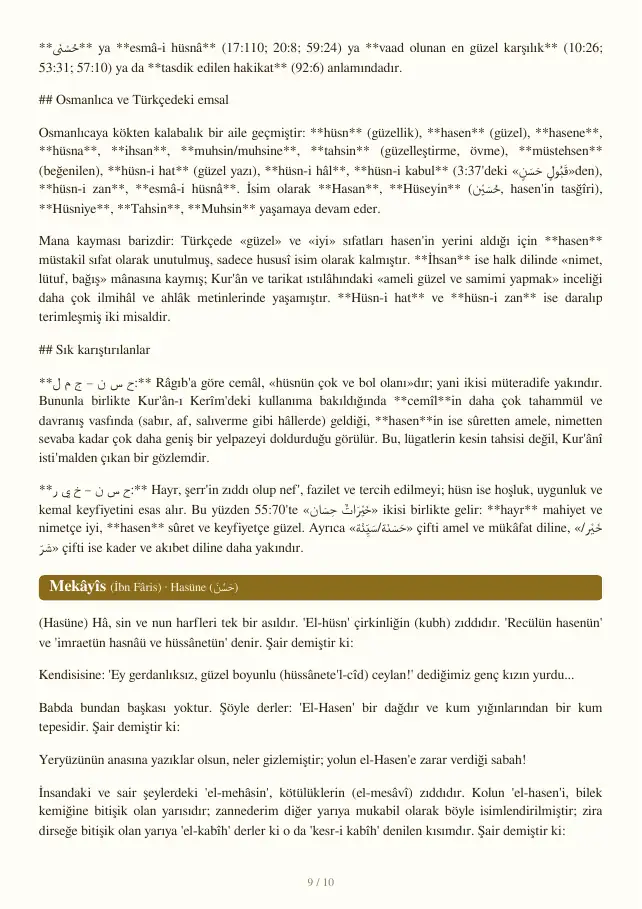 **حُسْنٰى** ya **esmâ-i hüsnâ** (17:110; 20:8; 59:24) ya **vaad olunan en güzel karşılık** (10:26;
53:31; 57:10) ya da **tasdik edilen hakikat** (92:6) anlamındadır.
## Osmanlıca ve Türkçedeki emsal
Osmanlıcaya kökten kalabalık bir aile geçmiştir: **hüsn** (güzellik), **hasen** (güzel), **hasene**,
**hüsna**, **ihsan**, **muhsin/muhsine**, **tahsin** (güzelleştirme, övme), **müstehsen**
(beğenilen), **hüsn-i hat** (güzel yazı), **hüsn-i hâl**, **hüsn-i kabul** (3:37'deki «قَبُولٍ حَسَنٍ»den),
**hüsn-i zan**, **esmâ-i hüsnâ**. İsim olarak **Hasan**, **Hüseyin** (حُسَيْن, hasen'in tasğîri),
**Hüsniye**, **Tahsin**, **Muhsin** yaşamaya devam eder.
Mana kayması barizdir: Türkçede «güzel» ve «iyi» sıfatları hasen'in yerini aldığı için **hasen**
müstakil sıfat olarak unutulmuş, sadece hususî isim olarak kalmıştır. **İhsan** ise halk dilinde «nimet,
lütuf, bağış» mânasına kaymış; Kur'ân ve tarikat ıstılâhındaki «ameli güzel ve samimi yapmak» inceliği
daha çok ilmihâl ve ahlâk metinlerinde yaşamıştır. **Hüsn-i hat** ve **hüsn-i zan** ise daralıp
terimleşmiş iki misaldir.
## Sık karıştırılanlar
**ح س ن – ج م ل:** Râgıb'a göre cemâl, «hüsnün çok ve bol olanı»dır; yani ikisi müteradife yakındır.
Bununla birlikte Kur'ân-ı Kerîm'deki kullanıma bakıldığında **cemîl**in daha çok tahammül ve
davranış vasfında (sabır, af, salıverme gibi hâllerde) geldiği, **hasen**in ise sûretten amele, nimetten
sevaba kadar çok daha geniş bir yelpazeyi doldurduğu görülür. Bu, lügatlerin kesin tahsisi değil, Kur'ânî
isti'malden çıkan bir gözlemdir.
**ح س ن – خ ي ر:** Hayr, şerr'in zıddı olup nef', fazilet ve tercih edilmeyi; hüsn ise hoşluk, uygunluk ve
kemal keyfiyetini esas alır. Bu yüzden 55:70'te «خَيْرَاتٌ حِسَان» ikisi birlikte gelir: **hayr** mahiyet ve
nimetçe iyi, **hasen** sûret ve keyfiyetçe güzel. Ayrıca «حَسَنَة/سَيِّئَة» çifti amel ve mükâfat diline, «خَيْر/
شَرّ» çifti ise kader ve akıbet diline daha yakındır.
Mekâyîs (İbn Fâris) · Hasüne (حَسُنَ)
(Hasüne) Hâ, sin ve nun harfleri tek bir asıldır. 'El-hüsn' çirkinliğin (kubh) zıddıdır. 'Recülün hasenün'
ve 'imraetün hasnâü ve hüssânetün' denir. Şair demiştir ki:
Kendisisine: 'Ey gerdanlıksız, güzel boyunlu (hüssânete'l-cîd) ceylan!' dediğimiz genç kızın yurdu...
Babda bundan başkası yoktur. Şöyle derler: 'El-Hasen' bir dağdır ve kum yığınlarından bir kum
tepesidir. Şair demiştir ki:
Yeryüzünün anasına yazıklar olsun, neler gizlemiştir; yolun el-Hasen'e zarar verdiği sabah!
İnsandaki ve sair şeylerdeki 'el-mehâsin', kötülüklerin (el-mesâvî) zıddıdır. Kolun 'el-hasen'i, bilek
kemiğine bitişik olan yarısıdır; zannederim diğer yarıya mukabil olarak böyle isimlendirilmiştir; zira
dirseğe bitişik olan yarıya 'el-kabîh' derler ki o da 'kesr-i kabîh' denilen kısımdır. Şair demiştir ki:
9 / 10